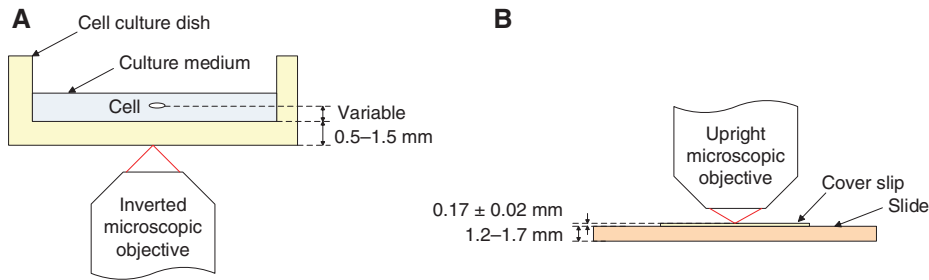 A
Cell culture dish
Culture medium
Cell
Variable
0.5–1.5 mm
Inverted
microscopic
objective
B
Upright
microscopic
objective
Cover slip
Slide
0.17 ± 0.02 mm
1.2–1.7 mm